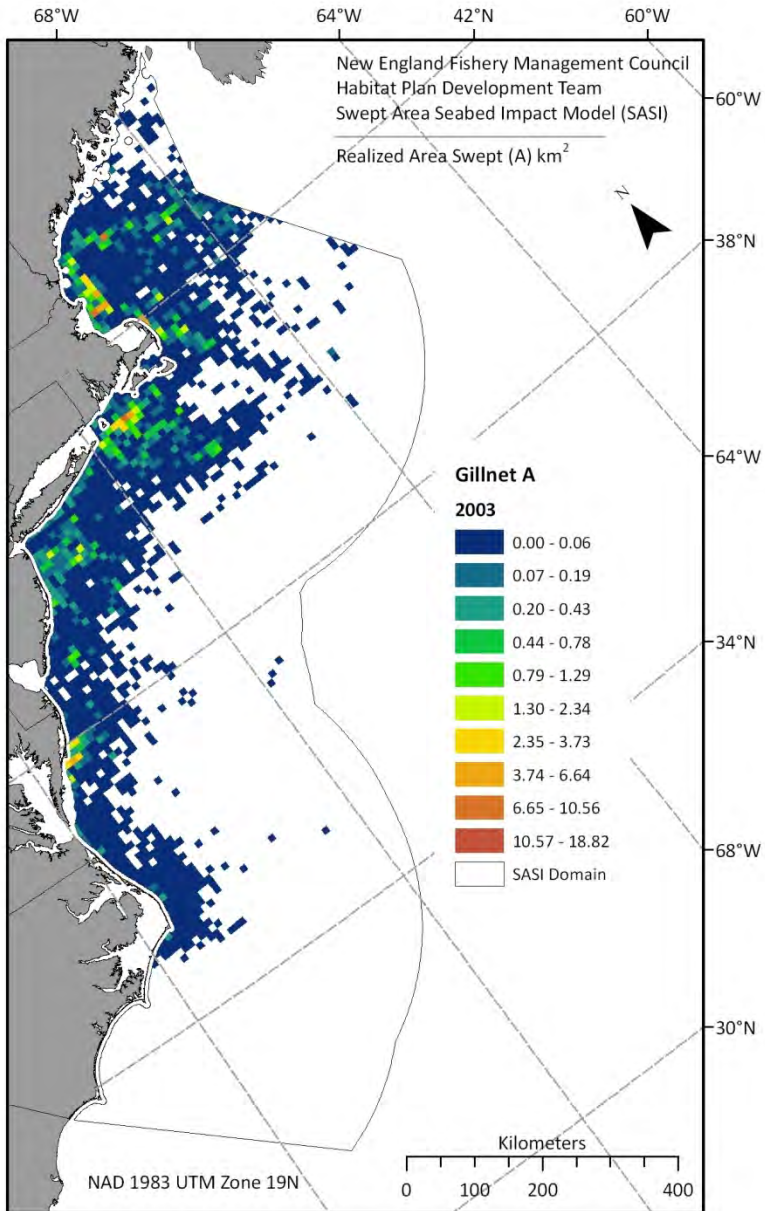 68°W 64°W 42°N 60°W
New England Fishery Management Council
Habitat Plan Development Team
Swept Area Seabed Impact Model (SASI)
Realized Area Swept (A) km²
60°W
N
38°N
64°W
Gillnet A
2003
0.00 - 0.06
0.07 - 0.19
0.20 - 0.43
0.44 - 0.78
0.79 - 1.29
1.30 - 2.34
2.35 - 3.73
3.74 - 6.64
6.65 - 10.56
10.57 - 18.82
SASI Domain
34°N
68°W
30°N
Kilometers
0 100 200 300 400
NAD 1983 UTM Zone 19N